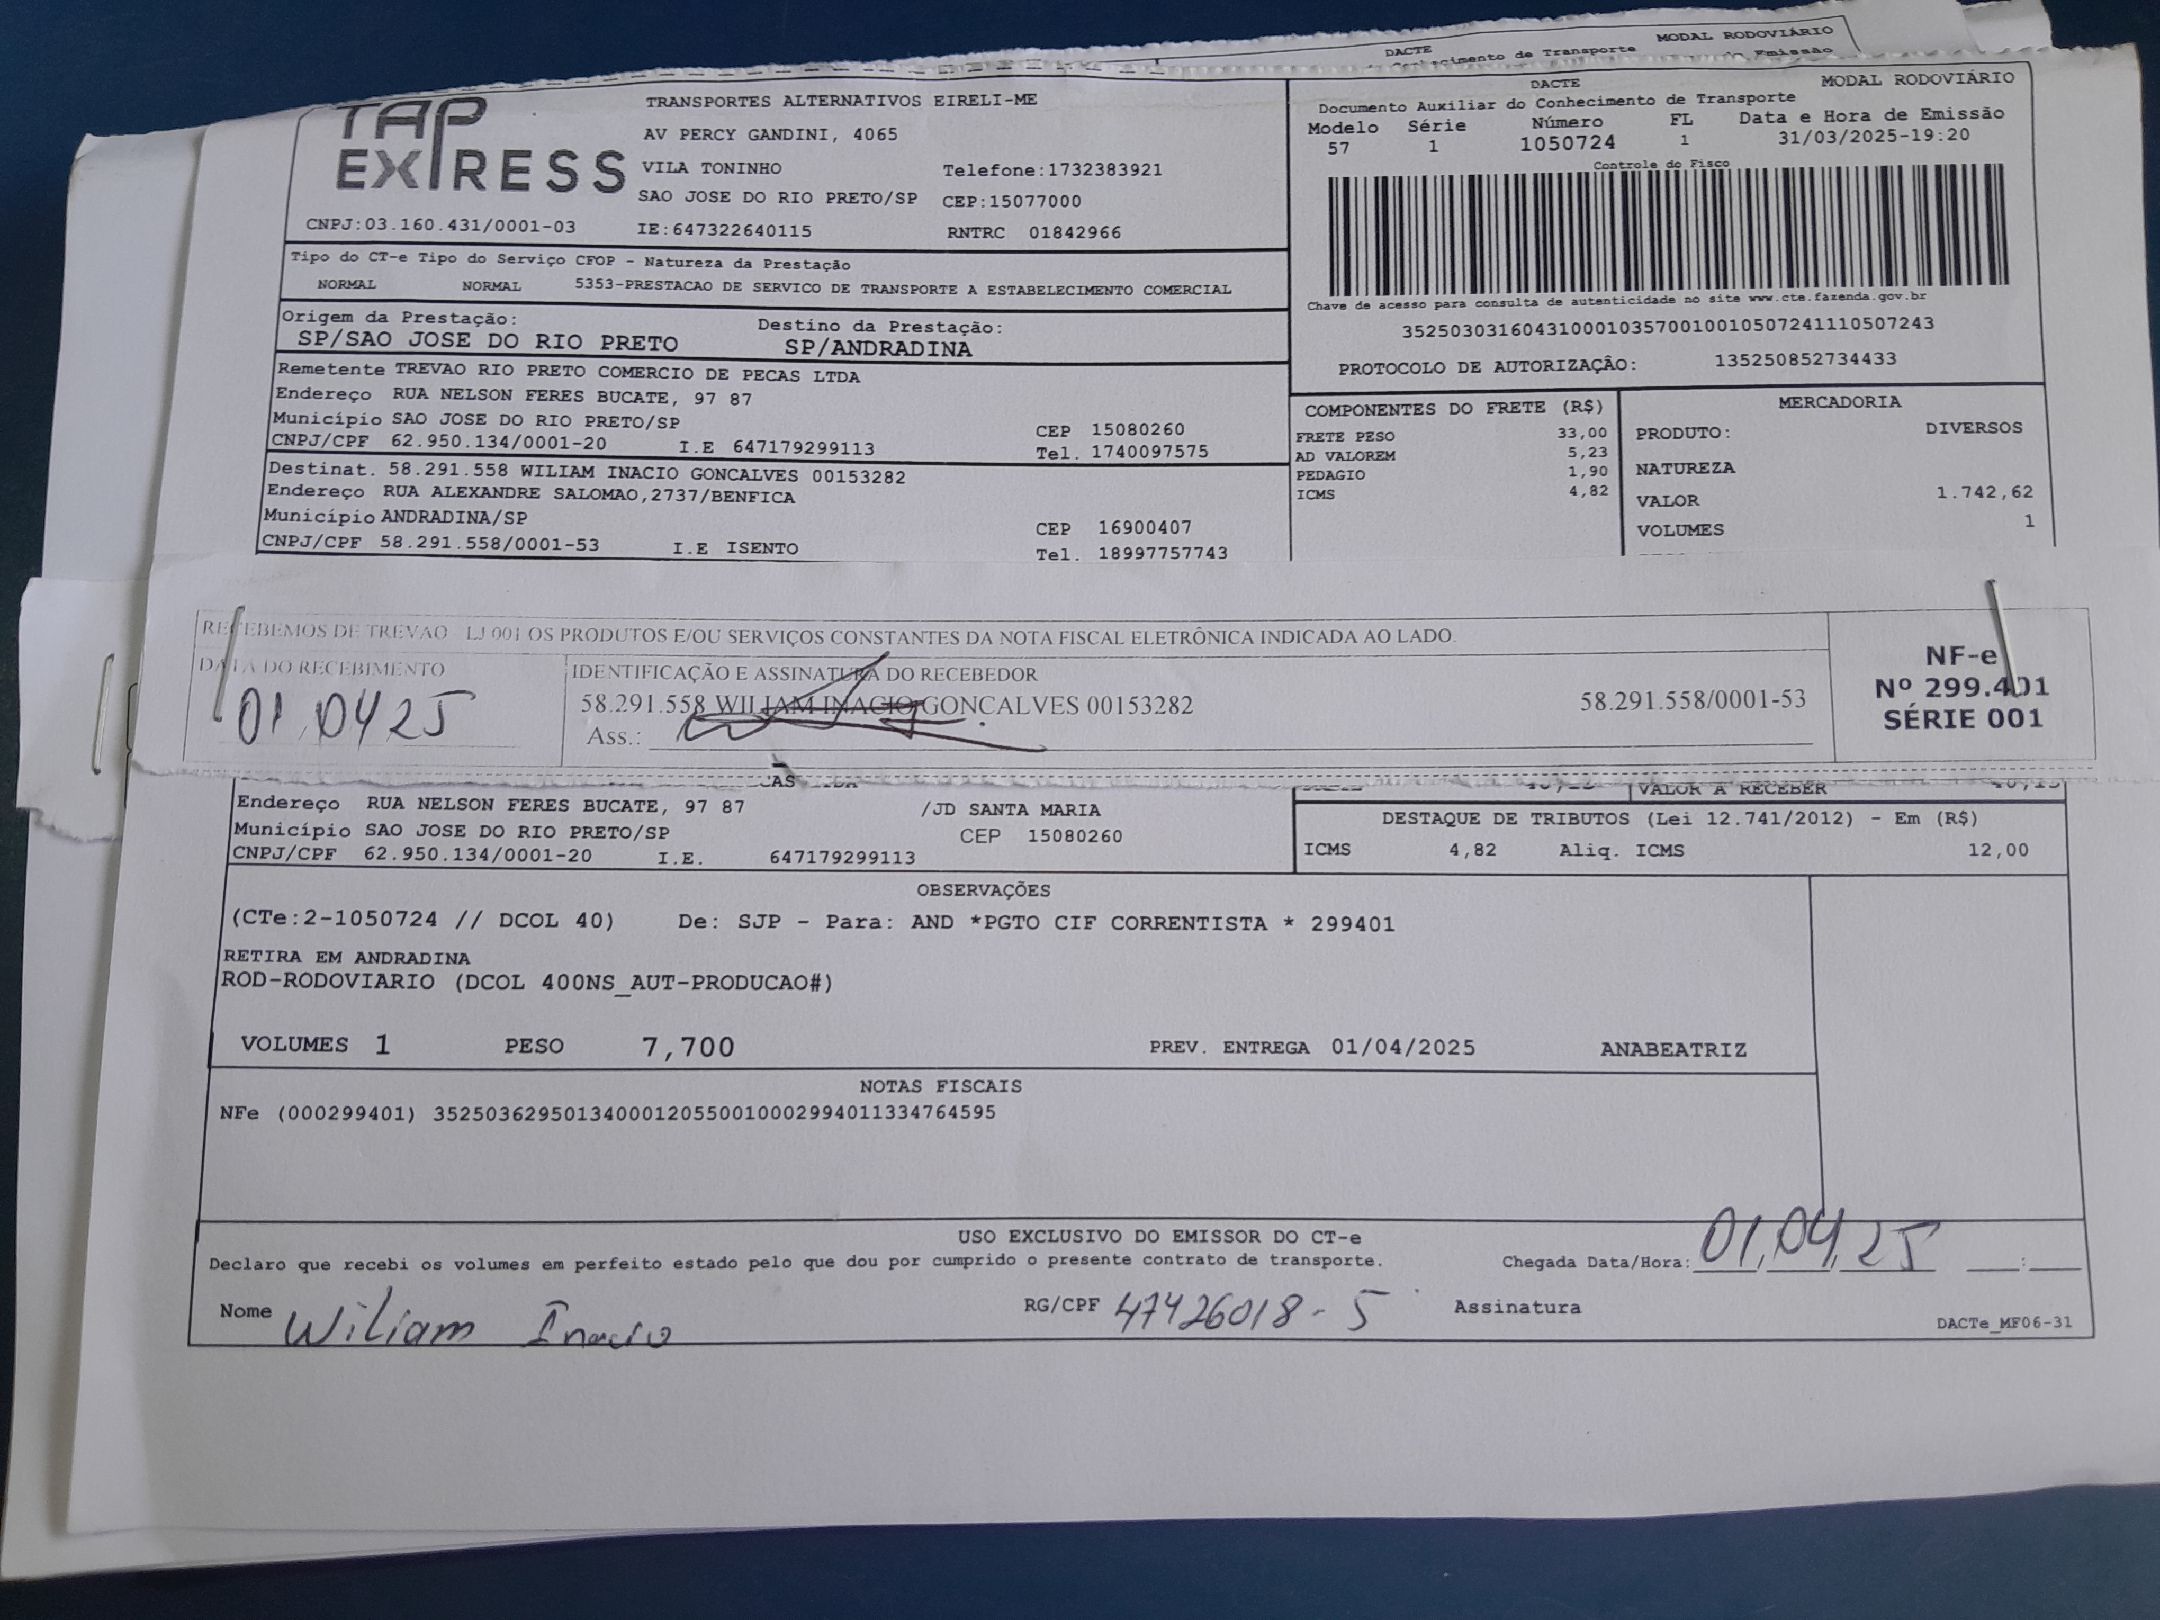 DACTE MODAL RODOVIÁRIO
de Transporte Emissão
TAP EXPRESS
TRANSPORTES ALTERNATIVOS EIRELI-ME
AV PERCY GANDINI, 4065
VILA TONINHO Telefone:1732383921
SAO JOSE DO RIO PRETO/SP CEP:15077000
CNPJ:03.160.431/0001-03 IE:647322640115 RNTRC 01842966
DACTE MODAL RODOVIÁRIO
Documento Auxiliar do Conhecimento de Transporte
Modelo Série Número FL Data e Hora de Emissão
57 1 1050724 1 31/03/2025-19:20
Controle do Fisco
Chave de acesso para consulta de autenticidade no site www.cte.fazenda.gov.br
35250303160431000103570010010507241110507243
PROTOCOLO DE AUTORIZAÇÃO: 135250852734433
Tipo do CT-e Tipo do Serviço CFOP - Natureza da Prestação
NORMAL NORMAL 5353-PRESTACAO DE SERVICO DE TRANSPORTE A ESTABELECIMENTO COMERCIAL
Origem da Prestação: Destino da Prestação:
SP/SAO JOSE DO RIO PRETO SP/ANDRADINA
Remetente TREVAO RIO PRETO COMERCIO DE PECAS LTDA
Endereço RUA NELSON FERES BUCATE, 97 87
Município SAO JOSE DO RIO PRETO/SP CEP 15080260
CNPJ/CPF 62.950.134/0001-20 I.E 647179299113 Tel. 1740097575
Destinat. 58.291.558 WILIAM INACIO GONCALVES 00153282
Endereço RUA ALEXANDRE SALOMAO,2737/BENFICA
Município ANDRADINA/SP CEP 16900407
CNPJ/CPF 58.291.558/0001-53 I.E ISENTO Tel. 18997757743
COMPONENTES DO FRETE (R$)
FRETE PESO 33,00
AD VALOREM 5,23
PEDAGIO 1,90
ICMS 4,82
MERCADORIA
PRODUTO: DIVERSOS
NATUREZA
VALOR 1.742,62
VOLUMES 1
RECEBEMOS DE TREVAO LJ 001 OS PRODUTOS E/OU SERVIÇOS CONSTANTES DA NOTA FISCAL ELETRÔNICA INDICADA AO LADO.
DATA DO RECEBIMENTO IDENTIFICAÇÃO E ASSINATURA DO RECEBEDOR
01,04 25
58.291.558 WILIAM INACIO GONCALVES 00153282 58.291.558/0001-53
Ass.:
NF-e
Nº 299.401
SÉRIE 001
VALOR A RECEBER
Endereço RUA NELSON FERES BUCATE, 97 87 /JD SANTA MARIA
Município SAO JOSE DO RIO PRETO/SP CEP 15080260
CNPJ/CPF 62.950.134/0001-20 I.E. 647179299113
DESTAQUE DE TRIBUTOS (Lei 12.741/2012) - Em (R$)
ICMS 4,82 Aliq. ICMS 12,00
OBSERVAÇÕES
(CTe:2-1050724 // DCOL 40) De: SJP - Para: AND *PGTO CIF CORRENTISTA * 299401
RETIRA EM ANDRADINA
ROD-RODOVIARIO (DCOL 400NS_AUT-PRODUCAO#)
VOLUMES 1 PESO 7,700 PREV. ENTREGA 01/04/2025 ANABEATRIZ
NOTAS FISCAIS
NFe (000299401) 35250362950134000120550010002994011334764595
USO EXCLUSIVO DO EMISSOR DO CT-e
Declaro que recebi os volumes em perfeito estado pelo que dou por cumprido o presente contrato de transporte. Chegada Data/Hora: 01,04,25 :
Nome Wiliam Inacio RG/CPF 47426018-5 Assinatura
DACTe_MF06-31